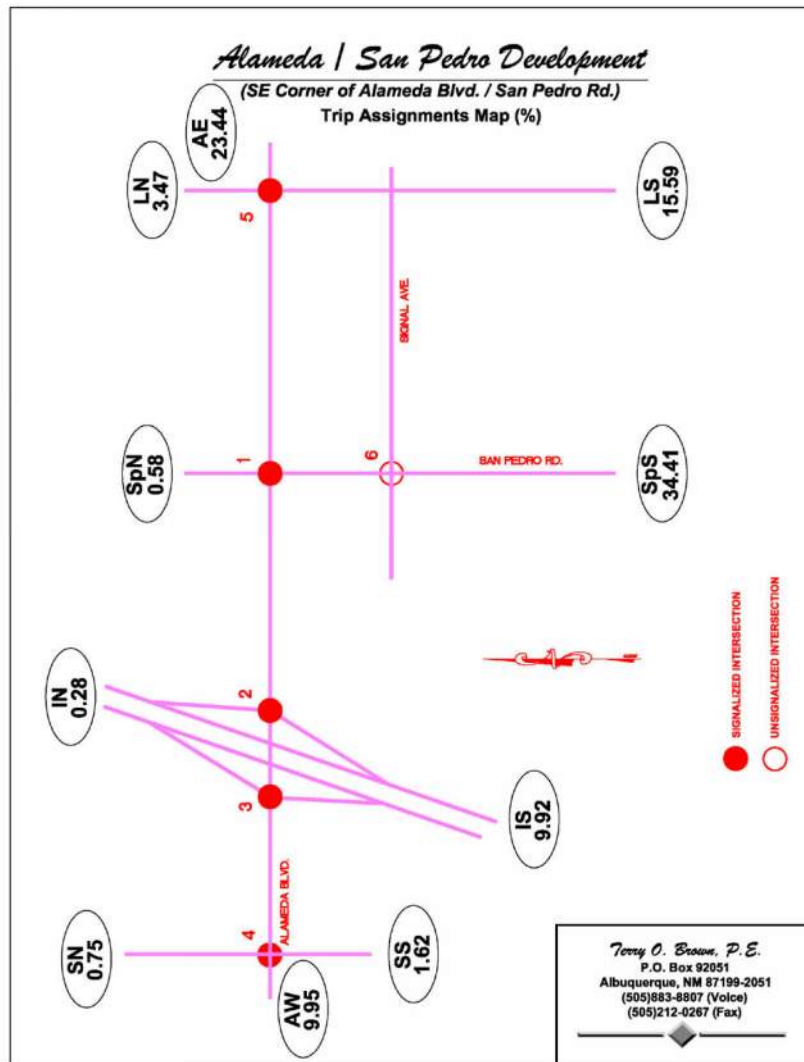 Alameda / San Pedro Development
(SE Corner of Alameda Blvd. / San Pedro Rd.)
Trip Assignments Map (%)
AE
23.44
LN
3.47
5
LS
15.59
SIGNAL AVE.
SpN
0.58
1
6
SAN PEDRO RD.
SpS
34.41
IN
0.28
2
3
IS
9.92
SIGNALIZED INTERSECTION
UNSIGNALIZED INTERSECTION
SN
0.75
4
ALAMEDA BLVD.
AW
9.95
SS
1.62
Terry O. Brown, P.E.
P.O. Box 92051
Albuquerque, NM 87199-2051
(505)883-8807 (Voice)
(505)212-0267 (Fax)